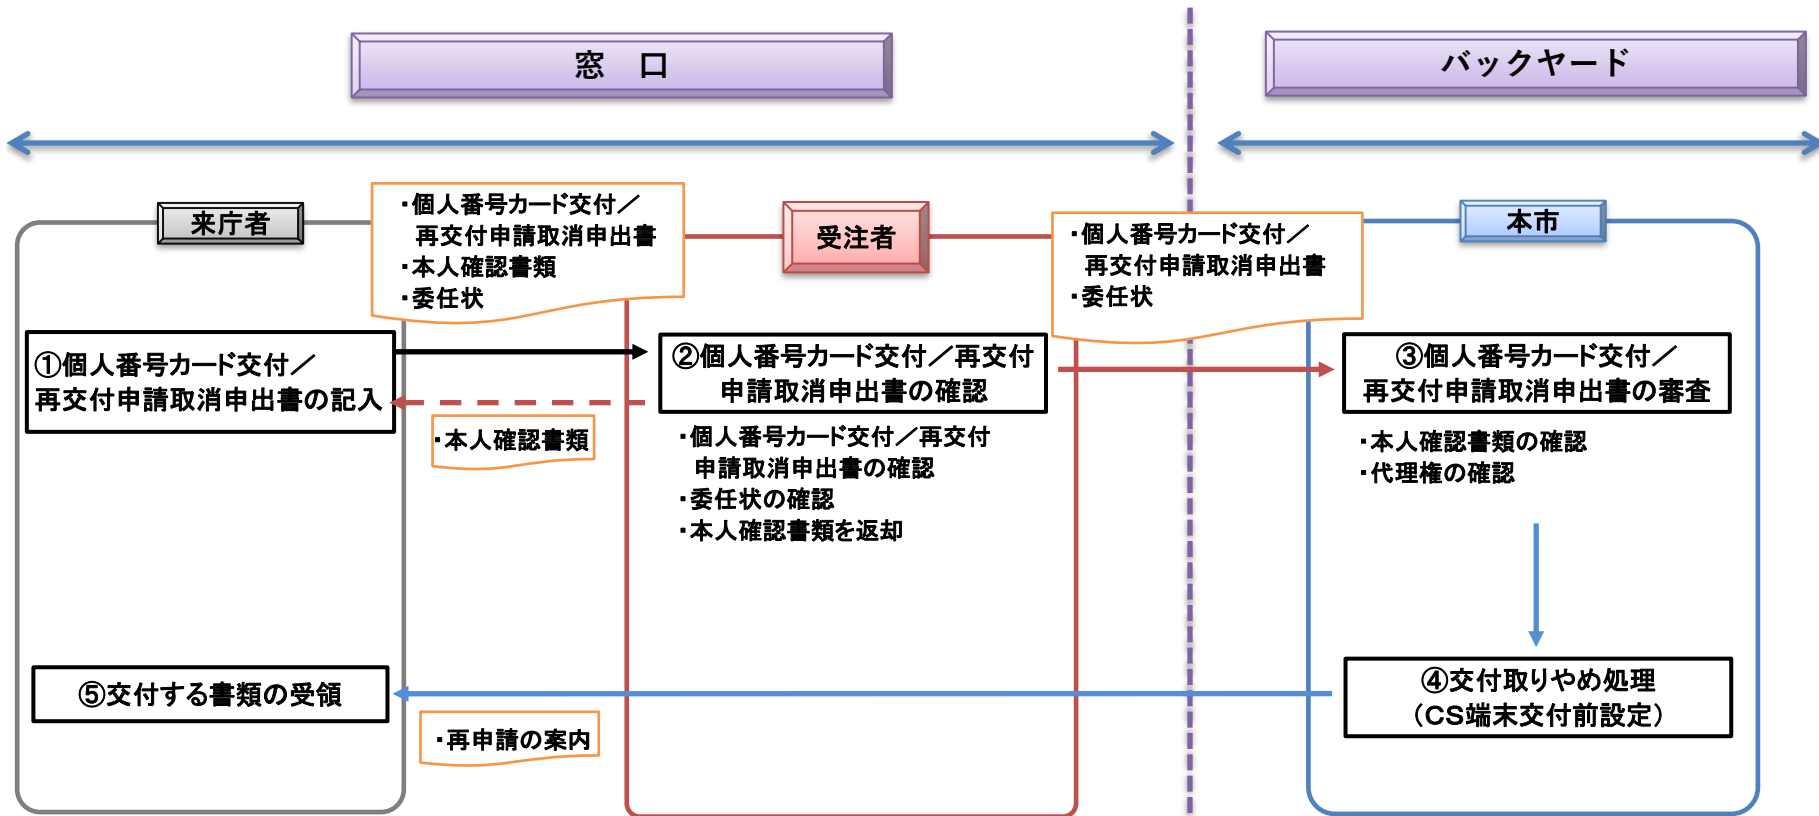 窓　口
バックヤード
来庁者
・個人番号カード交付／
再交付申請取消申出書
・本人確認書類
・委任状
受注者
・個人番号カード交付／
再交付申請取消申出書
・委任状
本市
①個人番号カード交付／
再交付申請取消申出書の記入
②個人番号カード交付／再交付
申請取消申出書の確認
③個人番号カード交付／
再交付申請取消申出書の審査
・本人確認書類
・個人番号カード交付／再交付
申請取消申出書の確認
・委任状の確認
・本人確認書類を返却
・本人確認書類の確認
・代理権の確認
⑤交付する書類の受領
④交付取りやめ処理
（CS端末交付前設定）
・再申請の案内